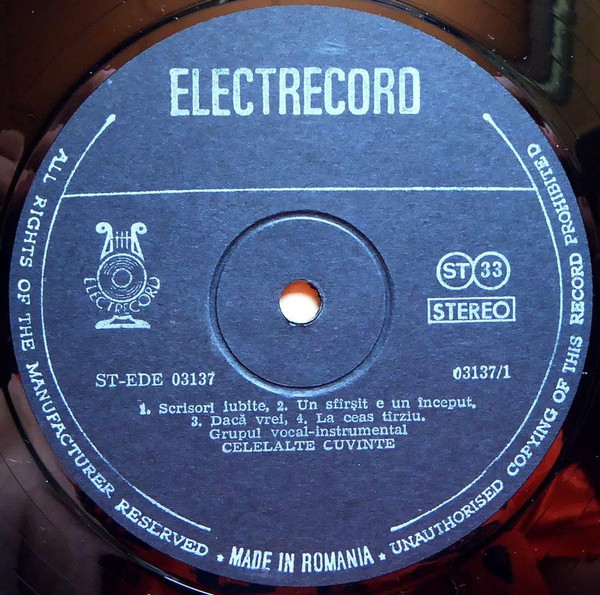 ELECTRECORD
ELECTRECORD
ST 33
STEREO
ST-EDE 03137
03137/1
1. Scrisori iubite, 2. Un sfîrşit e un început,
3. Dacă vrei, 4. La ceas tîrziu.
Grupul vocal-instrumental
CELELALTE CUVINTE
ALL RIGHTS OF THE MANUFACTURER RESERVED ★ MADE IN ROMANIA ★ UNAUTHORISED COPYING OF THIS RECORD PROHIBITED